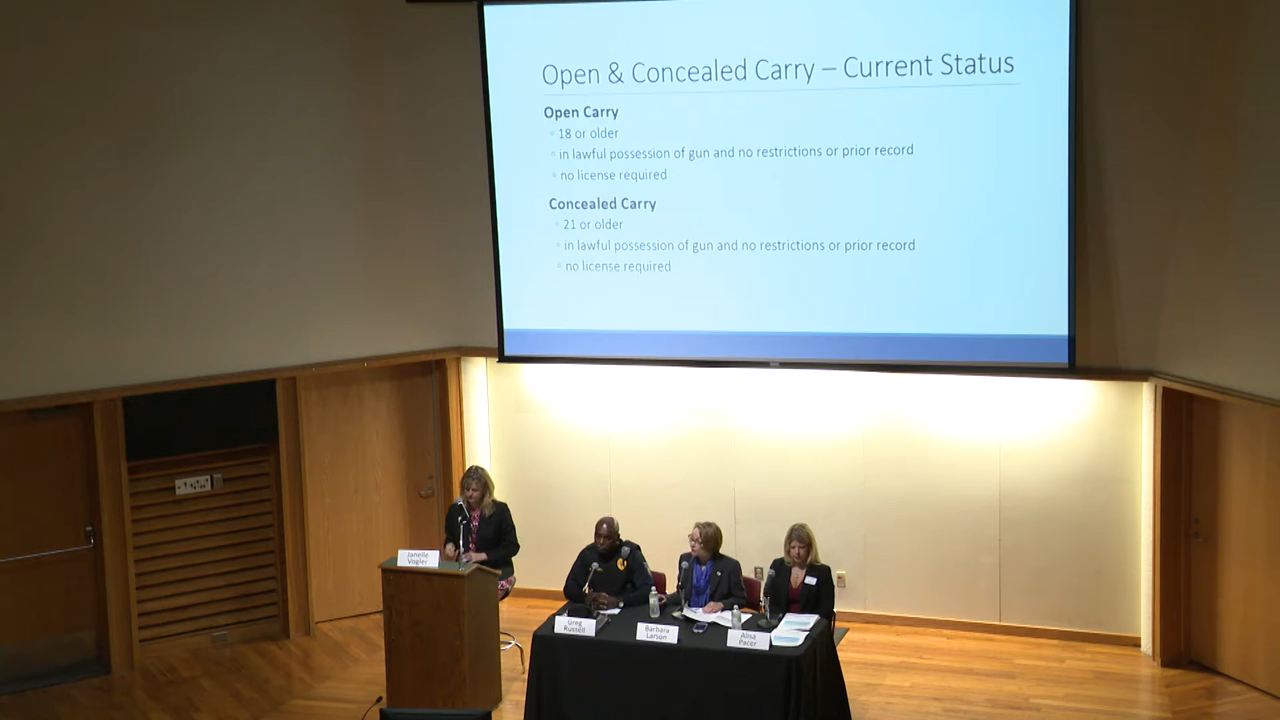 Open & Concealed Carry – Current Status
Open Carry
18 or older
in lawful possession of gun and no restrictions or prior record
no license required
Concealed Carry
21 or older
in lawful possession of gun and no restrictions or prior record
no license required
Janelle
Vogler
Greg
Russell
Barbara
Larson
Alisa
Pacer